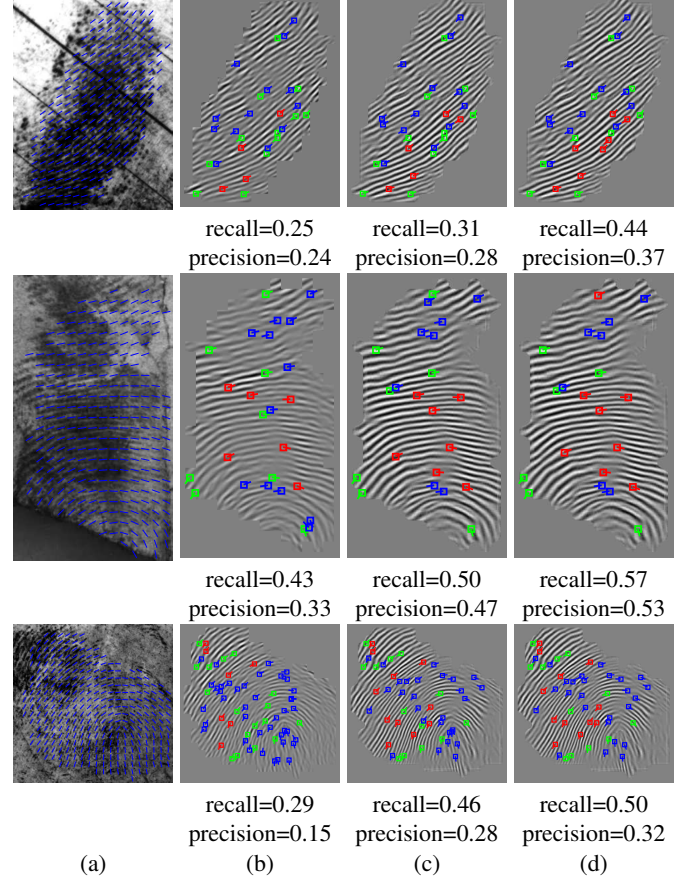 recall=0.25 recall=0.31 recall=0.44
precision=0.24 precision=0.28 precision=0.37
recall=0.43 recall=0.50 recall=0.57
precision=0.33 precision=0.47 precision=0.53
recall=0.29 recall=0.46 recall=0.50
precision=0.15 precision=0.28 precision=0.32
(a) (b) (c) (d)